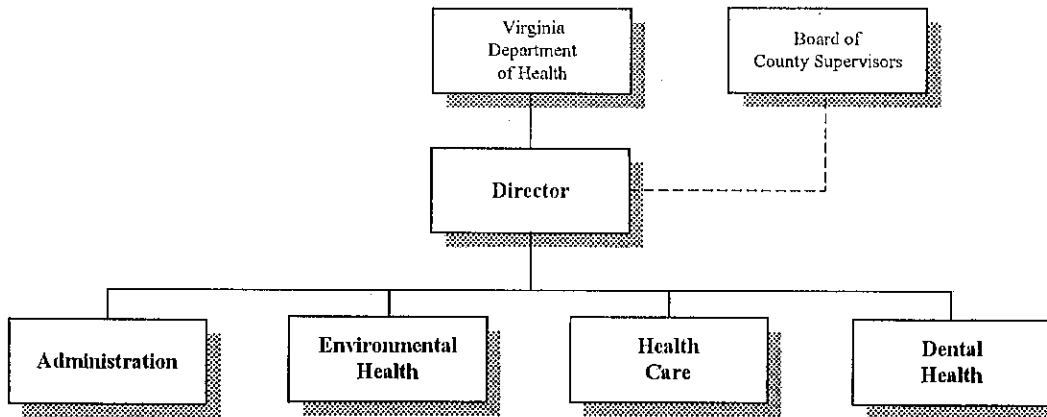 Virginia
Department
of Health
Board of
County Supervisors
Director
Administration
Environmental
Health
Health
Care
Dental
Health